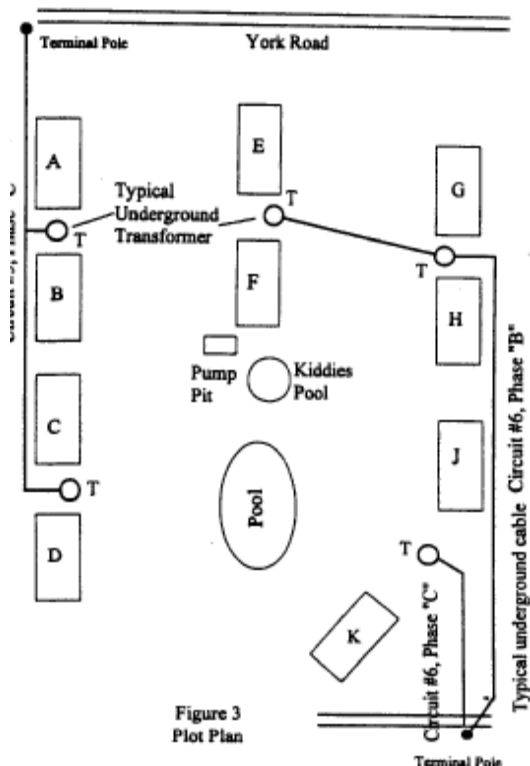 Terminal Pole
York Road
A
E
G
T
Typical
Underground
Transformer
T
T
B
F
H
Pump
Pit
Kiddies
Pool
C
J
T
Pool
D
T
K
Circuit #6, Phase "C"
Typical underground cable Circuit #6, Phase "B"
Figure 3
Plot Plan
Terminal Pole